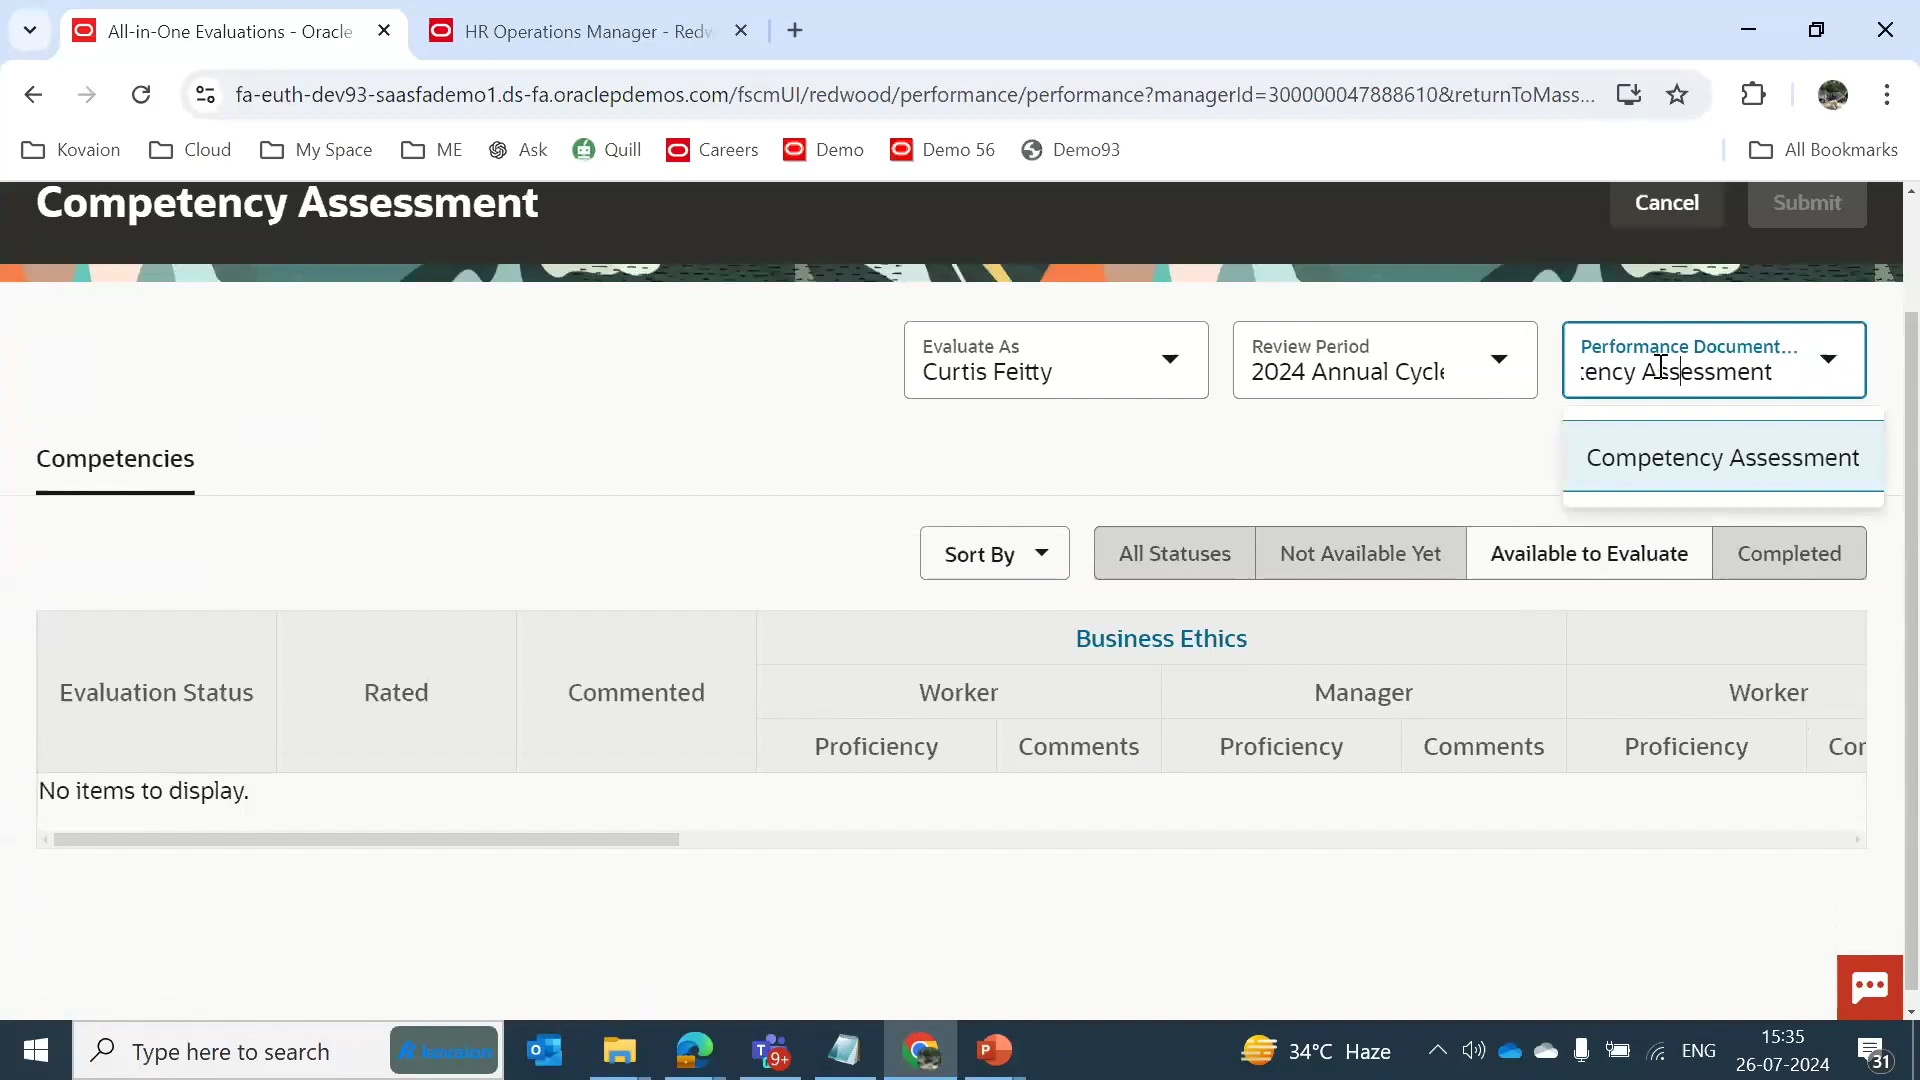 All-in-One Evaluations - Oracle
HR Operations Manager - Redw
fa-euth-dev93-saasfademo1.ds-fa.oraclepdemos.com/fscmUI/redwood/performance/performance?managerId=300000047888610&returnToMass...
Kovaion
Cloud
My Space
ME
Ask
Quill
Careers
Demo
Demo 56
Demo93
All Bookmarks
Competency Assessment
Cancel
Submit
Evaluate As
Curtis Feitty
Review Period
2024 Annual Cycle
Performance Document...
tency Assessment
Competency Assessment
Competencies
Sort By
All Statuses
Not Available Yet
Available to Evaluate
Completed
Business Ethics
Evaluation Status
Rated
Commented
Worker
Manager
Worker
Proficiency
Comments
Proficiency
Comments
Proficiency
Cor
No items to display.
Type here to search
kovaion
9+
34°C Haze
ENG
15:35
26-07-2024
31